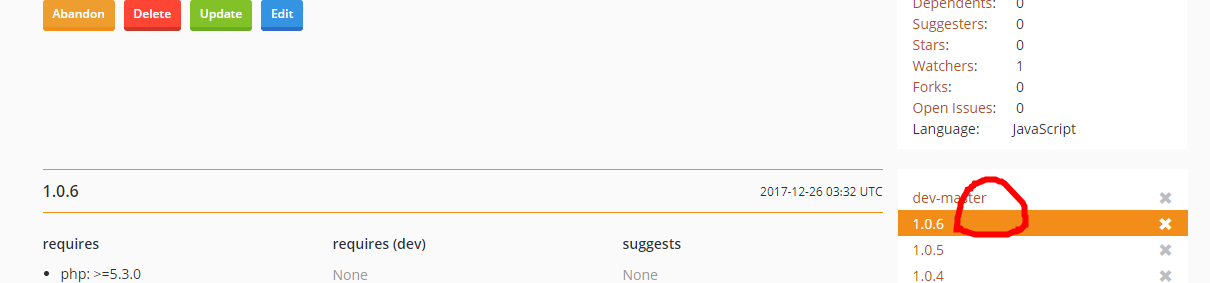 Abandon Delete Update Edit
Dependents: 0
Suggesters: 0
Stars: 0
Watchers: 1
Forks: 0
Open Issues: 0
Language: JavaScript
1.0.6 2017-12-26 03:32 UTC
requires requires (dev) suggests
• php: >=5.3.0 None None
dev-master ✖
1.0.6 ✖
1.0.5 ✖
1.0.4 ✖